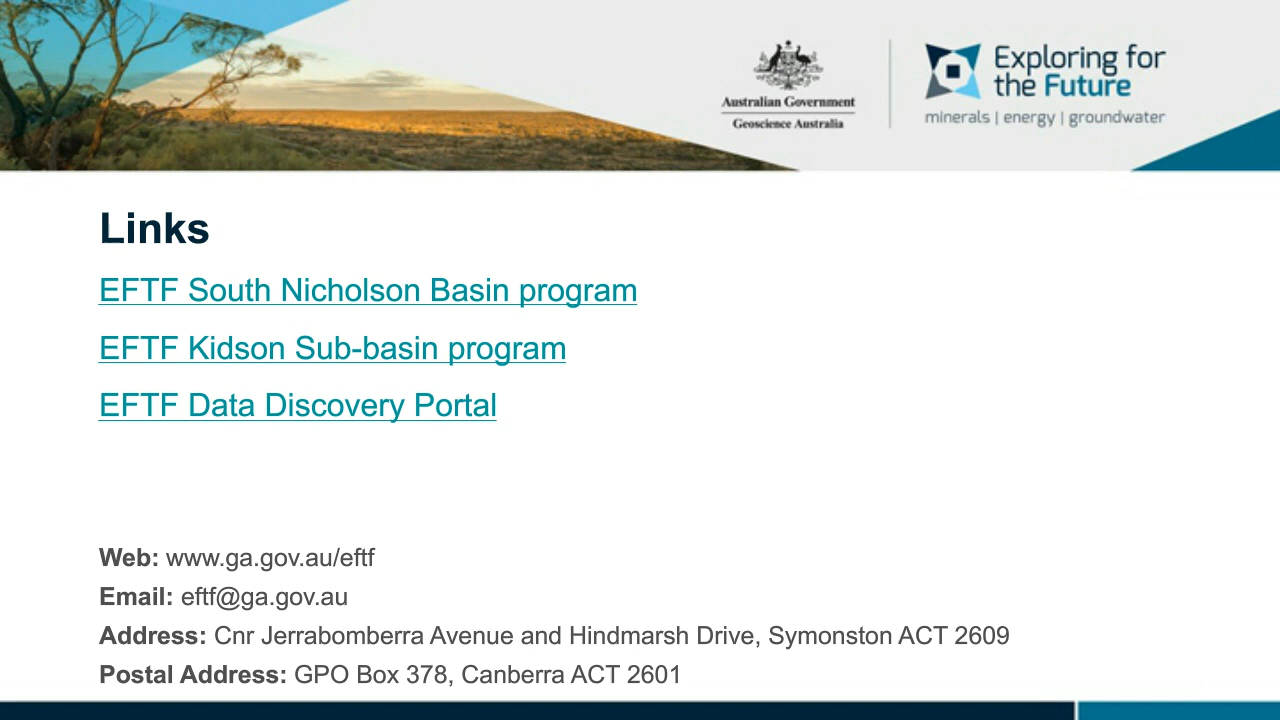 Australian Government
Geoscience Australia
Exploring for
the Future
minerals | energy | groundwater
Links
EFTF South Nicholson Basin program
EFTF Kidson Sub-basin program
EFTF Data Discovery Portal
Web: www.ga.gov.au/eftf
Email: eftf@ga.gov.au
Address: Cnr Jerrabomberra Avenue and Hindmarsh Drive, Symonston ACT 2609
Postal Address: GPO Box 378, Canberra ACT 2601